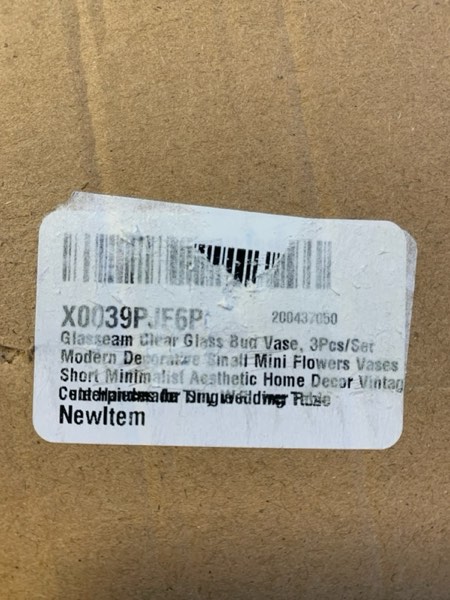 X0039PJF6P
200437050
Glasseam Clear Glass Bud Vase, 3Pcs/Set
Modern Decorative Small Mini Flowers Vases
Short Minimalist Aesthetic Home Decor Vintag
NewItem